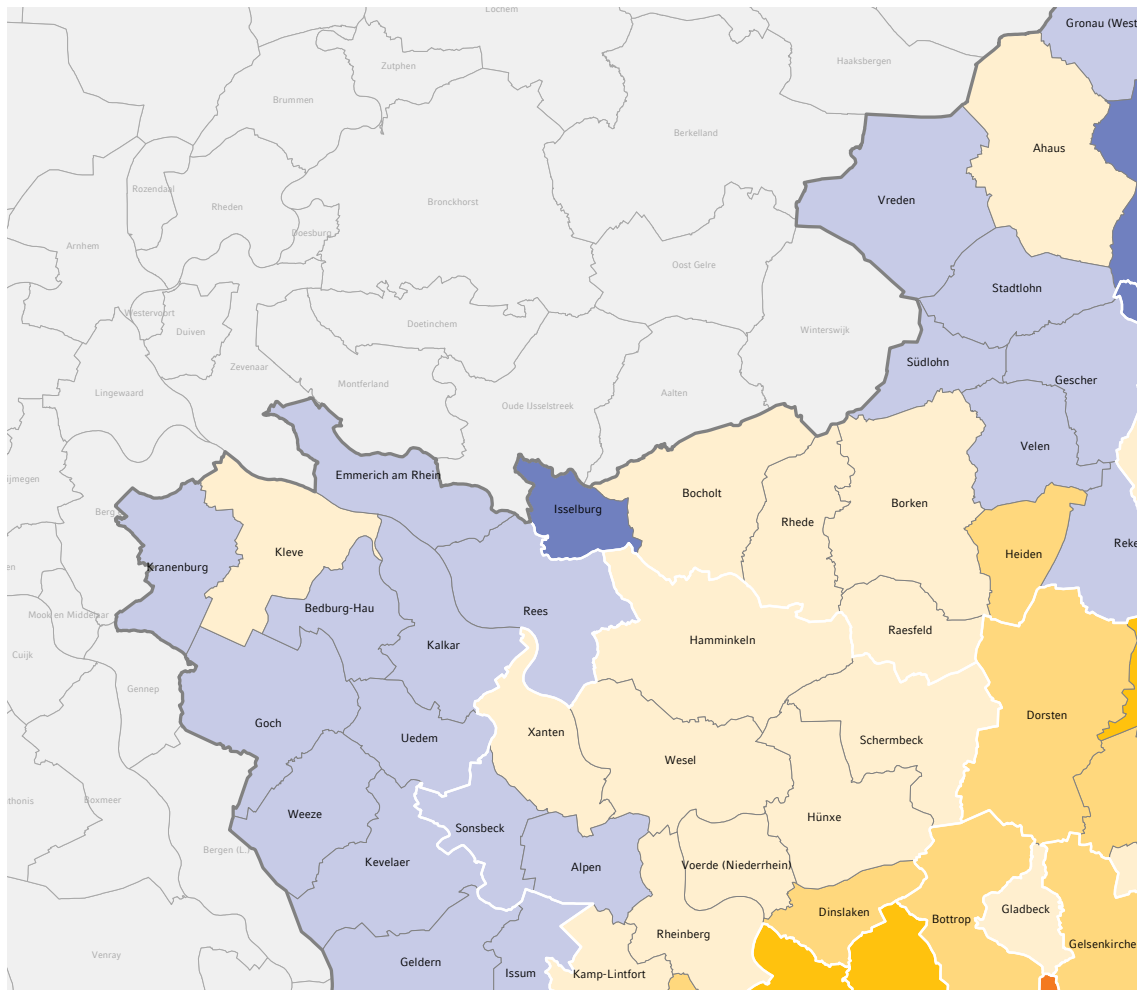 Lochem
Gronau (West
Haaksbergen
Zutphen
Brummen
Berkelland
Ahaus
Rozendaal
Rheden
Bronckhorst
Vreden
Doesburg
Arnhem
Oost Gelre
Stadtlohn
Westervoort
Duiven
Doetinchem
Winterswijk
Zevenaar
Südlohn
Montferland
Gescher
Lingewaard
Aalten
Oude IJsselstreek
Velen
Emmerich am Rhein
ijmegen
Bocholt
Borken
Isselburg
Rhede
Berg
Reke
Kleve
Heiden
en
Kranenburg
Bedburg-Hau
Rees
Mook en Middelaar
Raesfeld
Hamminkeln
Kalkar
Cuijk
Gennep
Dorsten
Goch
Xanten
Uedem
Schermbeck
Wesel
thonis
Boxmeer
Weeze
Hünxe
Sonsbeck
Bergen (L.)
Kevelaer
Voerde (Niederrhein)
Alpen
Gladbeck
Dinslaken
Bottrop
Rheinberg
Gelsenkirche
Venray
Geldern
Issum
Kamp-Lintfort